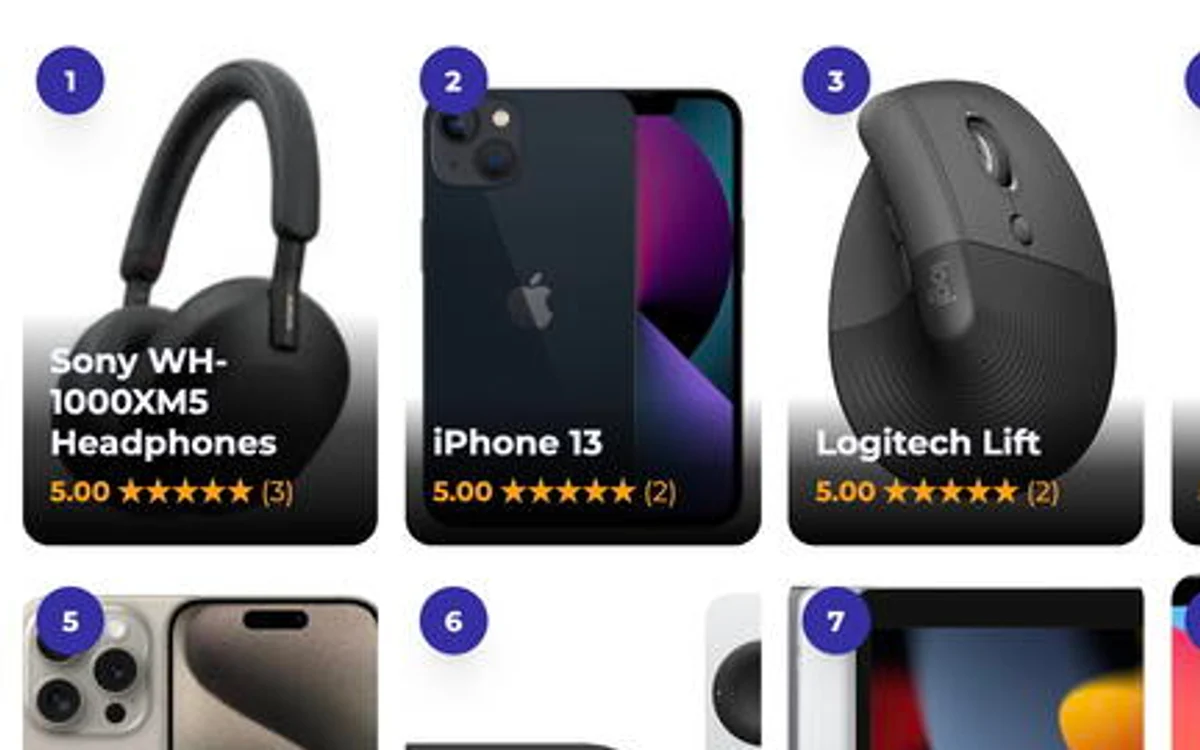 1
2
3
Sony WH-
1000XM5
Headphones
5.00 ★★★★★ (3)
iPhone 13
5.00 ★★★★★ (2)
Logitech Lift
5.00 ★★★★★ (2)
5
6
7